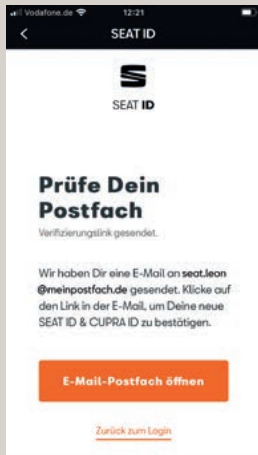 Vodafone.de 12:21
SEAT ID
SEAT ID
Prüfe Dein
Postfach
Verifizierungslink gesendet.
Wir haben Dir eine E-Mail an seat.leon
@meinpostfach.de gesendet. Klicke auf
den Link in der E-Mail, um Deine neue
SEAT ID & CUPRA ID zu bestätigen.
E-Mail-Postfach öffnen
Zurück zum Login